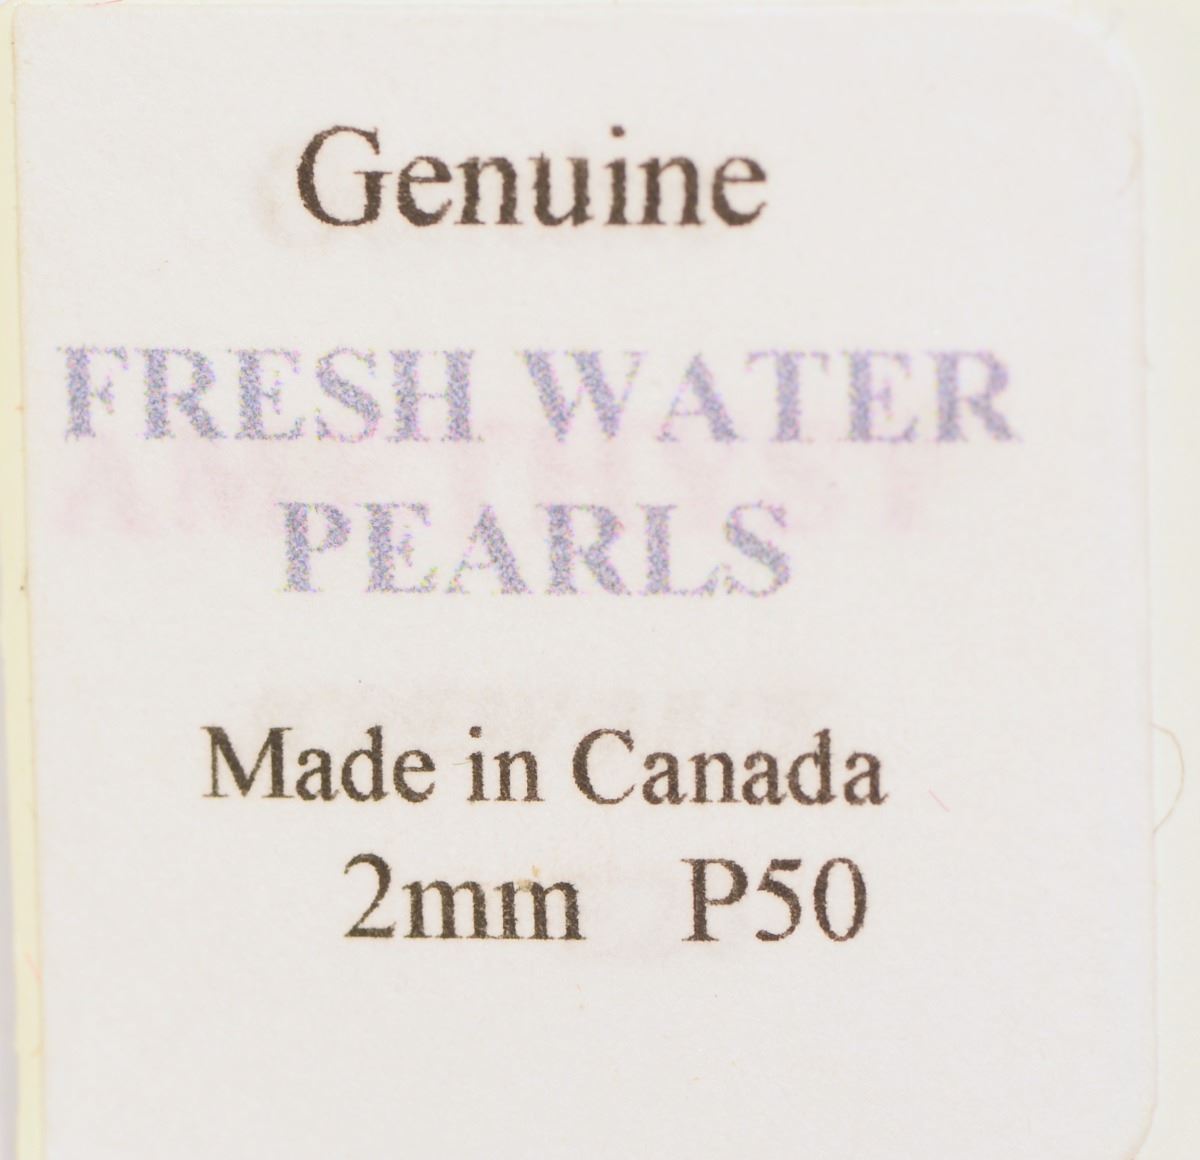 Genuine
FRESH WATER
PEARLS
Made in Canada
2mm P50